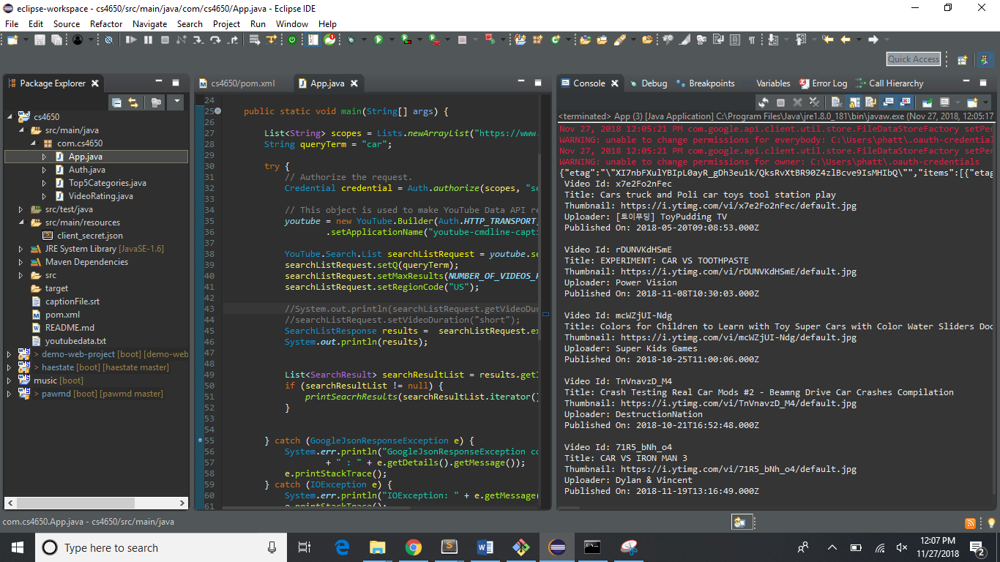 eclipse-workspace - cs4650/src/main/java/com/cs4650/App.java - Eclipse IDE
File Edit Source Refactor Navigate Search Project Run Window Help
Quick Access
Package Explorer
cs4650
src/main/java
com.cs4650
App.java
Auth.java
Top5Categories.java
VideoRating.java
src/test/java
src/main/resources
client_secret.json
JRE System Library [JavaSE-1.6]
Maven Dependencies
src
target
captionFile.srt
pom.xml
README.md
youtubedata.txt
> demo-web-project [boot] [demo-web
> haestate [boot] [haestate master]
music [boot]
> pawmd [boot] [pawmd master]
cs4650/pom.xml App.java
24
25 public static void main(String[] args) {
26
27 List<String> scopes = Lists.newArrayList("https://www.
28 String queryTerm = "car";
29
30 try {
31 // Authorize the request.
32 Credential credential = Auth.authorize(scopes, "se
33
34 // This object is used to make YouTube Data API re
35 youtube = new YouTube.Builder(Auth.HTTP_TRANSPORT,
36 .setApplicationName("youtube-cmdline-capti
37
38 YouTube.Search.List searchListRequest = youtube.se
39 searchListRequest.setQ(queryTerm);
40 searchListRequest.setMaxResults(NUMBER_OF_VIDEOS_R
41 searchListRequest.setRegionCode("US");
42
43 //System.out.println(searchListRequest.getVideoDur
44 //searchListRequest.setVideoDuration("short");
45 SearchListResponse results = searchListRequest.ex
46 System.out.println(results);
47
48
49 List<SearchResult> searchResultList = results.getI
50 if (searchResultList != null) {
51 printSeacrhResults(searchResultList.iterator()
52 }
53
54
55 } catch (GoogleJsonResponseException e) {
56 System.err.println("GoogleJsonResponseException co
57 + " : " + e.getDetails().getMessage());
58 e.printStackTrace();
59 } catch (IOException e) {
60 System.err.println("IOException: " + e.getMessage(
61 e.printStackTrace();
Console Debug Breakpoints Variables Error Log Call Hierarchy
<terminated> App (3) [Java Application] C:\Program Files\Java\jre1.8.0_181\bin\javaw.exe (Nov 27, 2018, 12:05:17
Nov 27, 2018 12:05:21 PM com.google.api.client.util.store.FileDataStoreFactory setPer
WARNING: unable to change permissions for everybody: C:\Users\phatt\.oauth-credential
Nov 27, 2018 12:05:21 PM com.google.api.client.util.store.FileDataStoreFactory setPer
WARNING: unable to change permissions for owner: C:\Users\phatt\.oauth-credentials
{"etag":"\"XI7nbFXulYBIpL0ayR_gDh3eu1k/QksRvXtBR90Z4zlBcve9IsMHIbQ\"","items":[{"etag
Video Id: x7e2Fo2nFec
Title: Cars truck and Poli car toys tool station play
Thumbnail: https://i.ytimg.com/vi/x7e2Fo2nFec/default.jpg
Uploader: [토이푸딩] ToyPudding TV
Published On: 2018-05-20T09:08:53.000Z
Video Id: rDUNVKdHSmE
Title: EXPERIMENT: CAR VS TOOTHPASTE
Thumbnail: https://i.ytimg.com/vi/rDUNVKdHSmE/default.jpg
Uploader: Power Vision
Published On: 2018-11-08T10:30:03.000Z
Video Id: mcWZjUI-Ndg
Title: Colors for Children to Learn with Toy Super Cars with Color Water Sliders Doc
Thumbnail: https://i.ytimg.com/vi/mcWZjUI-Ndg/default.jpg
Uploader: Super Kids Games
Published On: 2018-10-25T11:00:06.000Z
Video Id: TnVnavzD_M4
Title: Crash Testing Real Car Mods #2 - Beamng Drive Car Crashes Compilation
Thumbnail: https://i.ytimg.com/vi/TnVnavzD_M4/default.jpg
Uploader: DestructionNation
Published On: 2018-10-21T16:52:48.000Z
Video Id: 71R5_bNh_o4
Title: CAR VS IRON MAN 3
Thumbnail: https://i.ytimg.com/vi/71R5_bNh_o4/default.jpg
Uploader: Dylan & Vincent
Published On: 2018-11-19T13:16:49.000Z
com.cs4650.App.java - cs4650/src/main/java
Type here to search
12:07 PM
11/27/2018
2